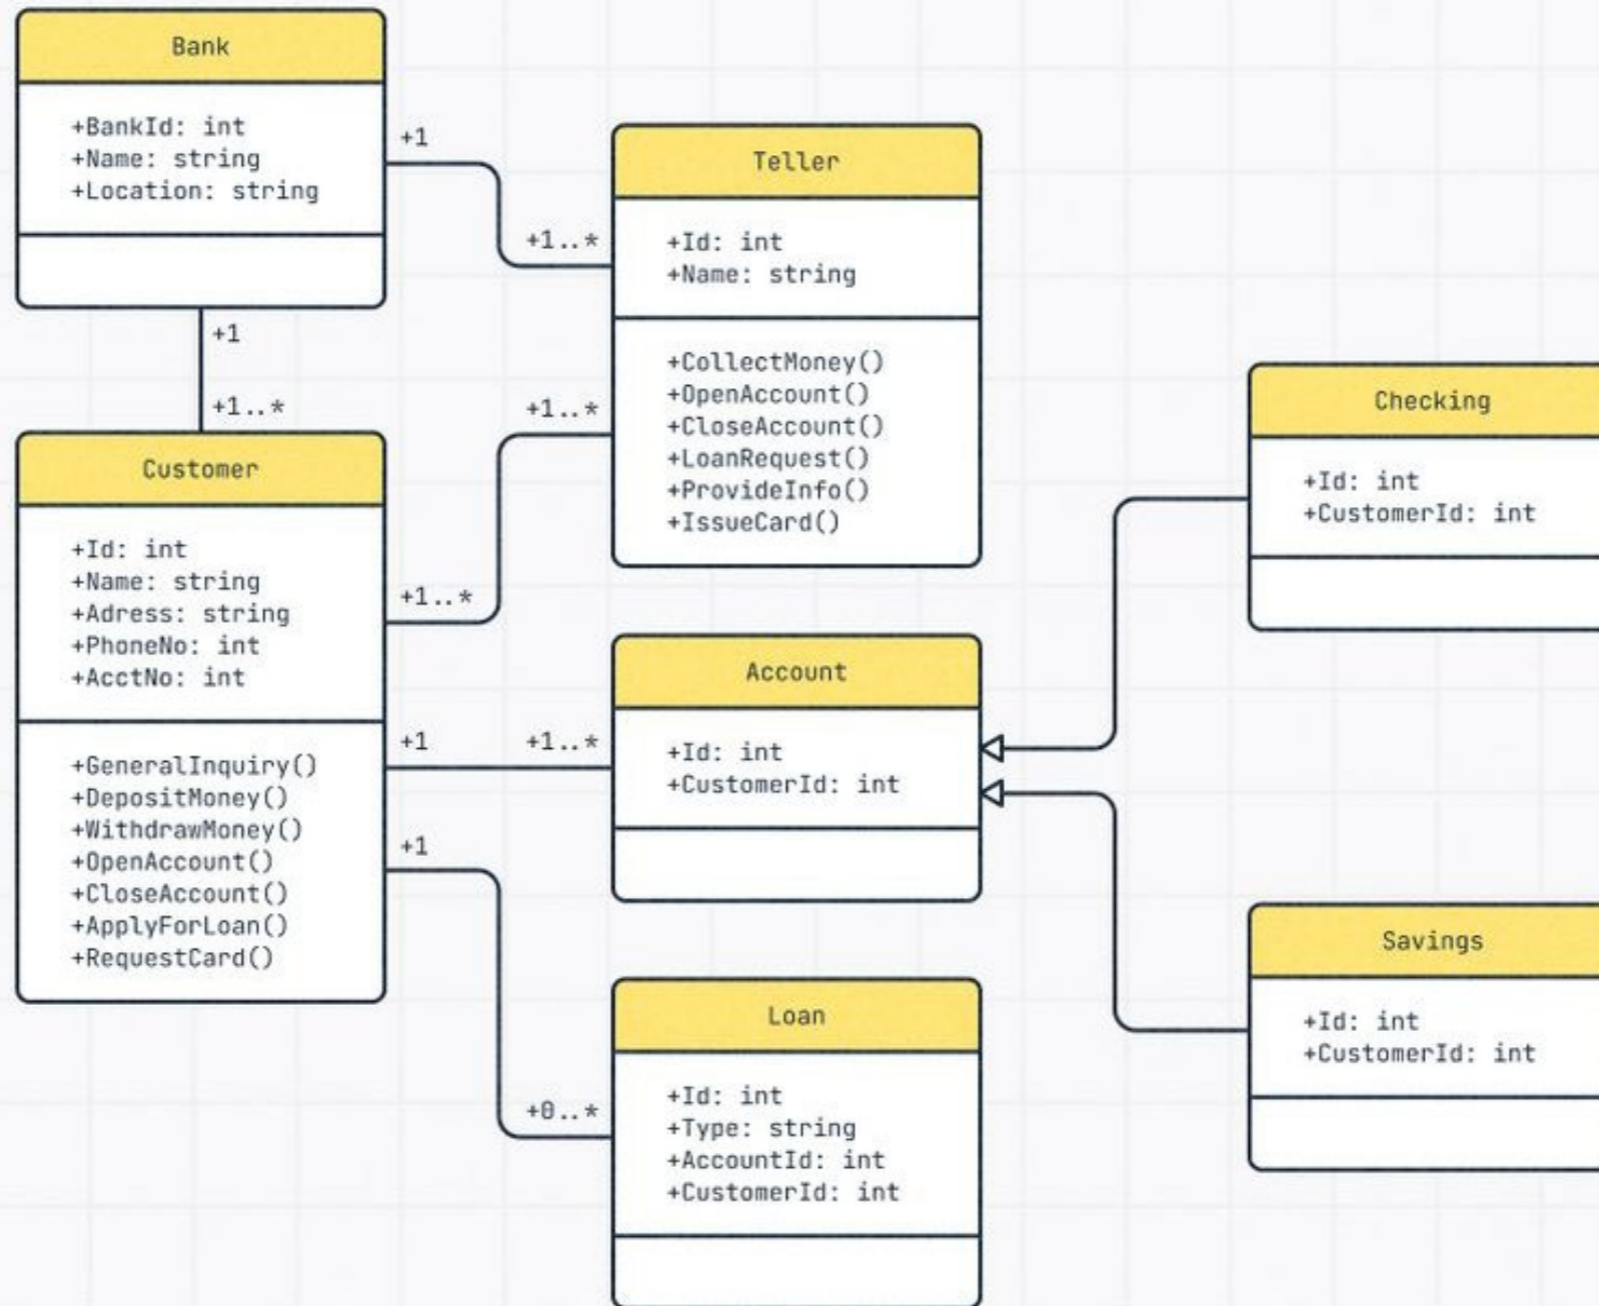 Bank
+BankId: int
+Name: string
+Location: string
+1
+1..*
Teller
+Id: int
+Name: string
+CollectMoney()
+OpenAccount()
+CloseAccount()
+LoanRequest()
+ProvideInfo()
+IssueCard()
+1
+1..*
Customer
+Id: int
+Name: string
+Adress: string
+PhoneNo: int
+AcctNo: int
+GeneralInquiry()
+DepositMoney()
+WithdrawMoney()
+OpenAccount()
+CloseAccount()
+ApplyForLoan()
+RequestCard()
+1..*
+1..*
+1
+1..*
Account
+Id: int
+CustomerId: int
+1
+0..*
Loan
+Id: int
+Type: string
+AccountId: int
+CustomerId: int
Checking
+Id: int
+CustomerId: int
Savings
+Id: int
+CustomerId: int